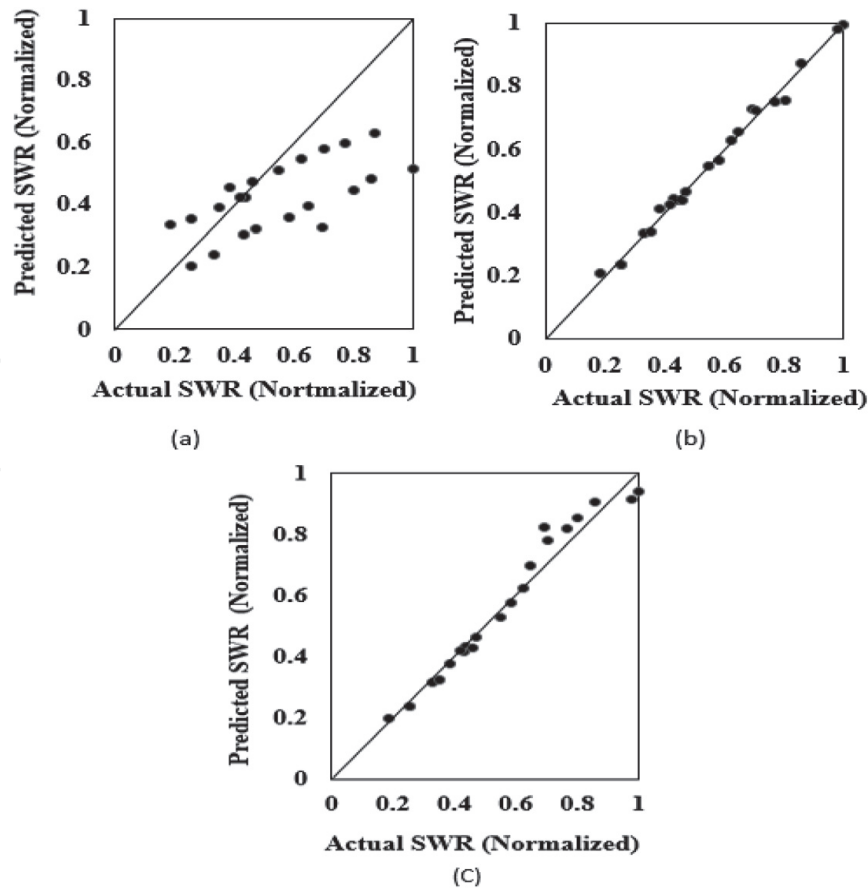 Predicted SWR (Normalized)
1
0.8
0.6
0.4
0.2
0
0 0.2 0.4 0.6 0.8 1
Actual SWR (Nortmalized)
(a)
Predicted SWR (Normalized)
1
0.8
0.6
0.4
0.2
0
0 0.2 0.4 0.6 0.8 1
Actual SWR (Normalized)
(b)
Predicted SWR (Normalized)
1
0.8
0.6
0.4
0.2
0
0 0.2 0.4 0.6 0.8 1
Actual SWR (Normalized)
(C)